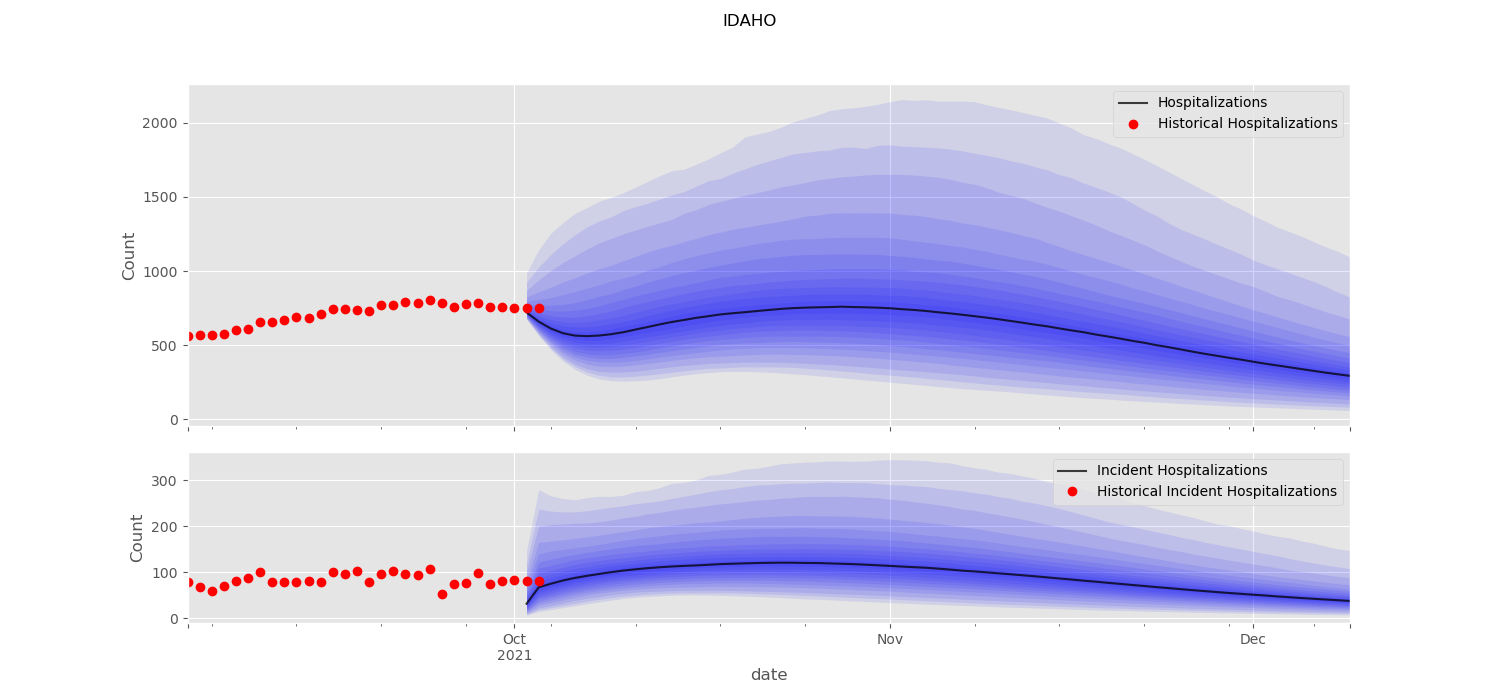 IDAHO
Hospitalizations
Historical Hospitalizations
2000
1500
1000
500
0
Count
Incident Hospitalizations
Historical Incident Hospitalizations
300
200
100
0
Count
Oct
2021
Nov
Dec
date